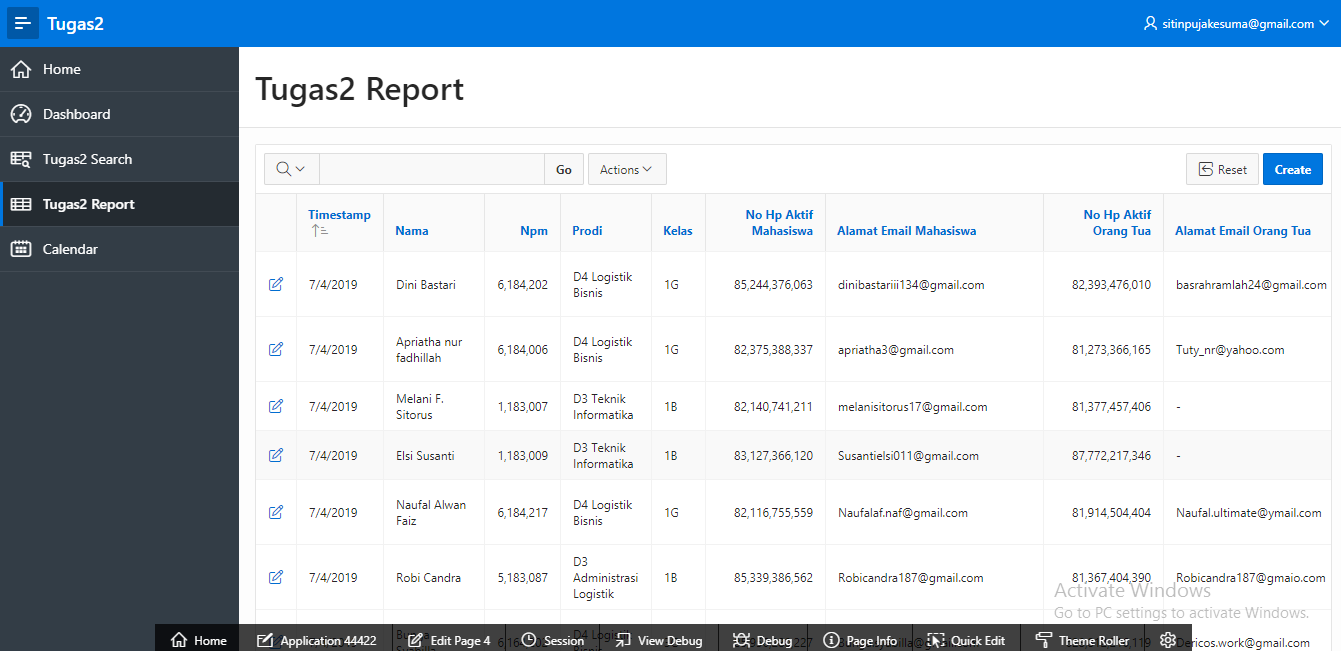 Tugas2
sitinpujakesuma@gmail.com
Home
Dashboard
Tugas2 Search
Tugas2 Report
Calendar
Tugas2 Report
Go
Actions
Reset
Create
Timestamp
Nama
Npm
Prodi
Kelas
No Hp Aktif
Mahasiswa
Alamat Email Mahasiswa
No Hp Aktif
Orang Tua
Alamat Email Orang Tua
7/4/2019
Dini Bastari
6,184,202
D4 Logistik
Bisnis
1G
85,244,376,063
dinibastariii134@gmail.com
82,393,476,010
basrahramlah24@gmail.com
7/4/2019
Apriatha nur
fadhillah
6,184,006
D4 Logistik
Bisnis
1G
82,375,388,337
apriatha3@gmail.com
81,273,366,165
Tuty_nr@yahoo.com
7/4/2019
Melani F.
Sitorus
1,183,007
D3 Teknik
Informatika
1B
82,140,741,211
melanisitorus17@gmail.com
81,377,457,406
-
7/4/2019
Elsi Susanti
1,183,009
D3 Teknik
Informatika
1B
83,127,366,120
Susantielsi011@gmail.com
87,772,217,346
-
7/4/2019
Naufal Alwan
Faiz
6,184,217
D4 Logistik
Bisnis
1G
82,116,755,559
Naufalaf.naf@gmail.com
81,914,504,404
Naufal.ultimate@ymail.com
7/4/2019
Robi Candra
5,183,087
D3
Administrasi
Logistik
1B
85,339,386,562
Robicandra187@gmail.com
81,367,404,390
Robicandra187@gmaio.com
Activate Windows
Go to PC settings to activate Windows.
Dericos.work@gmail.com
Home
Application 44422
Edit Page 4
Session
View Debug
Debug
Page Info
Quick Edit
Theme Roller